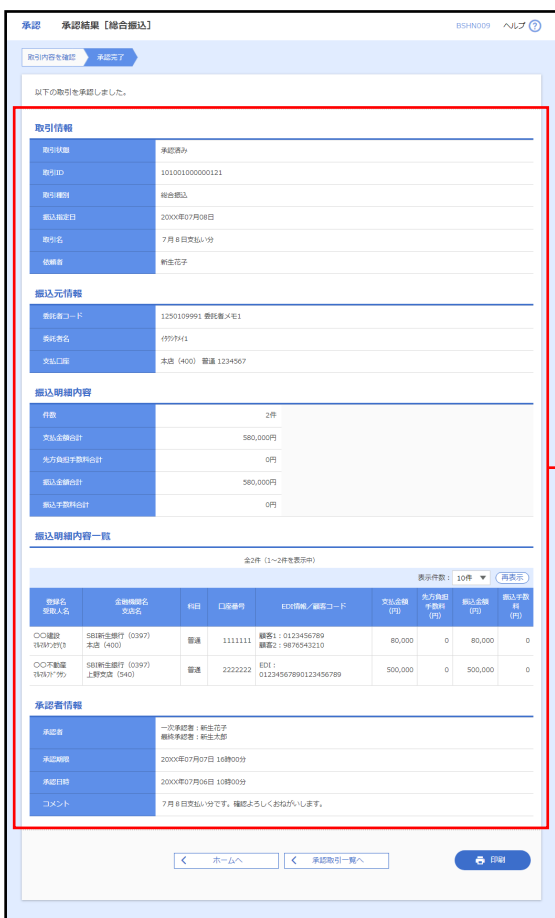 承認 承認結果［総合振込］ BSHN009 ヘルプ ?
取引内容を確認 承認完了
以下の取引を承認しました。
取引情報
取引状態 承認済み
取引ID 101001000000121
取引種別 総合振込
振込指定日 20XX年07月08日
取引名 7月8日支払い分
依頼者 新生花子
振込元情報
委託者コード 1250109991 委託者メモ1
委託者名 ｲﾀｸｼﾔﾒｲ1
支払口座 本店（400） 普通 1234567
振込明細内容
件数 2件
支払金額合計 580,000円
先方負担手数料合計 0円
振込金額合計 580,000円
振込手数料合計 0円
振込明細内容一覧
全2件（1～2件を表示中）
表示件数： 10件 ▼ 再表示
登録名 金融機関名 科目 口座番号 EDI情報／顧客コード 支払金額 先方負担 振込金額 振込手数
受取人名 支店名 (円) 手数料 (円) 料
(円) (円)
〇〇建設 SBI新生銀行（0397） 普通 1111111 顧客1：0123456789 80,000 0 80,000 0
本店（400） 顧客2：9876543210
〇〇不動産 SBI新生銀行（0397） 普通 2222222 EDI： 500,000 0 500,000 0
上野支店（540） 01234567890123456789
承認者情報
承認者 一次承認者：新生花子
最終承認者：新生太郎
承認期限 20XX年07月07日 16時00分
承認日時 20XX年07月06日 10時00分
コメント 7月8日支払い分です。確認よろしくおねがいします。
ホームへ 承認取引一覧へ 印刷